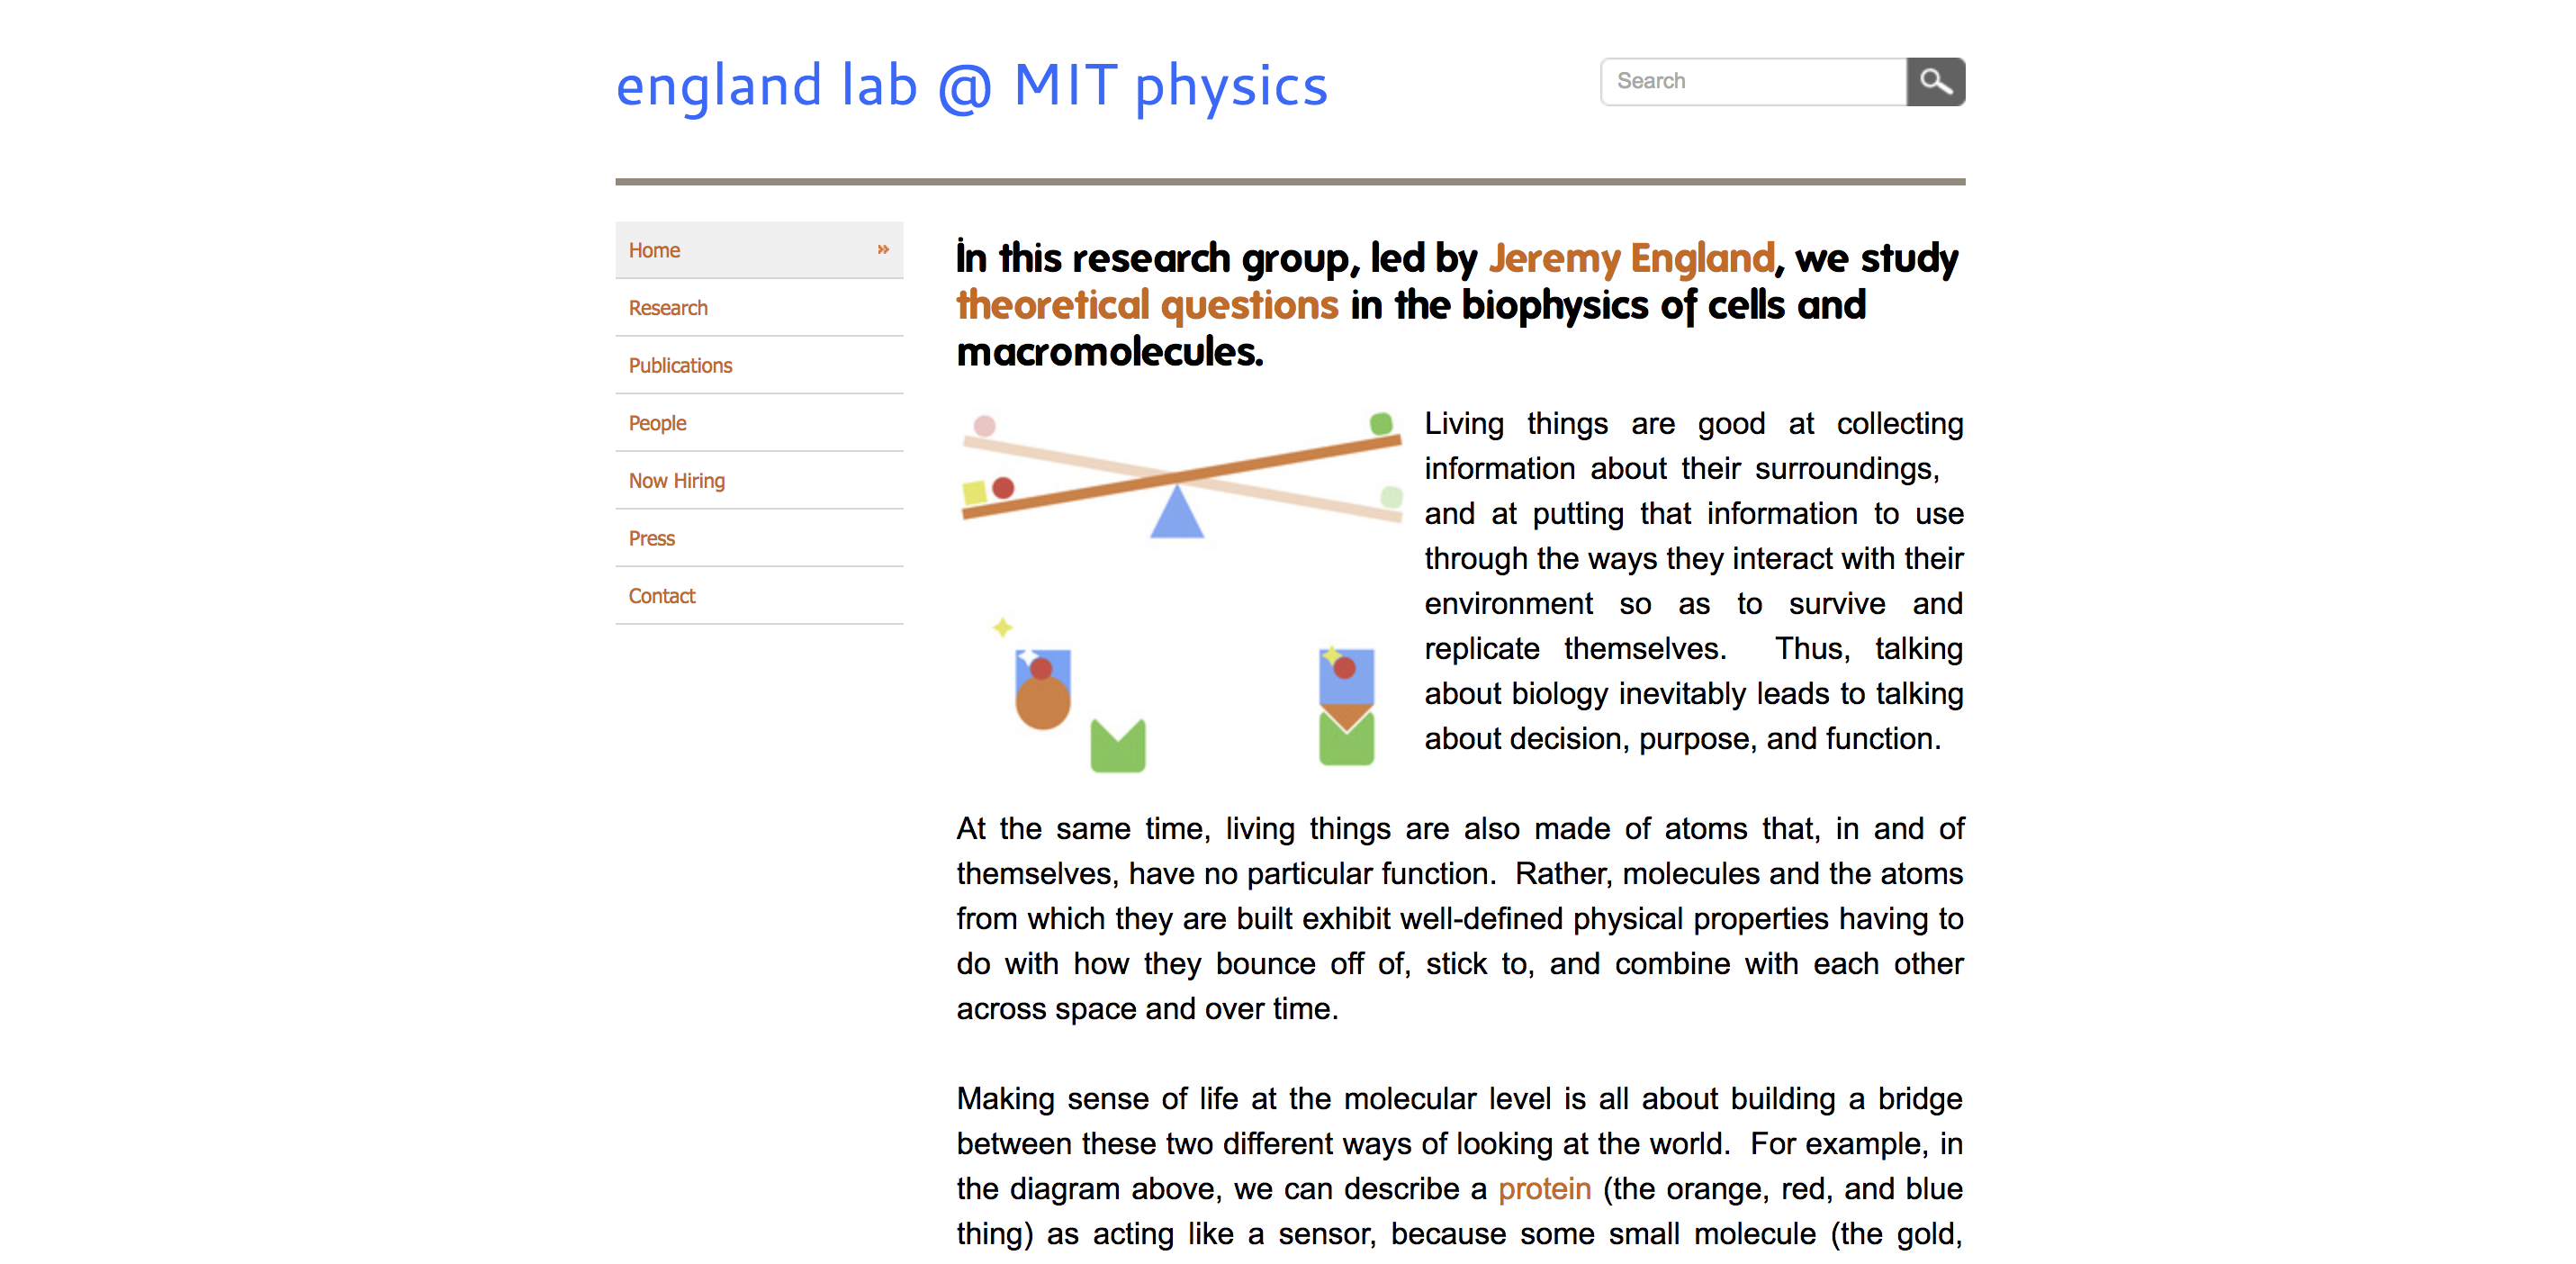 england lab @ MIT physics
Search
Home »
Research
Publications
People
Now Hiring
Press
Contact
In this research group, led by Jeremy England, we study
theoretical questions in the biophysics of cells and
macromolecules.
Living things are good at collecting
information about their surroundings,
and at putting that information to use
through the ways they interact with their
environment so as to survive and
replicate themselves. Thus, talking
about biology inevitably leads to talking
about decision, purpose, and function.
At the same time, living things are also made of atoms that, in and of
themselves, have no particular function. Rather, molecules and the atoms
from which they are built exhibit well-defined physical properties having to
do with how they bounce off of, stick to, and combine with each other
across space and over time.
Making sense of life at the molecular level is all about building a bridge
between these two different ways of looking at the world. For example, in
the diagram above, we can describe a protein (the orange, red, and blue
thing) as acting like a sensor, because some small molecule (the gold,